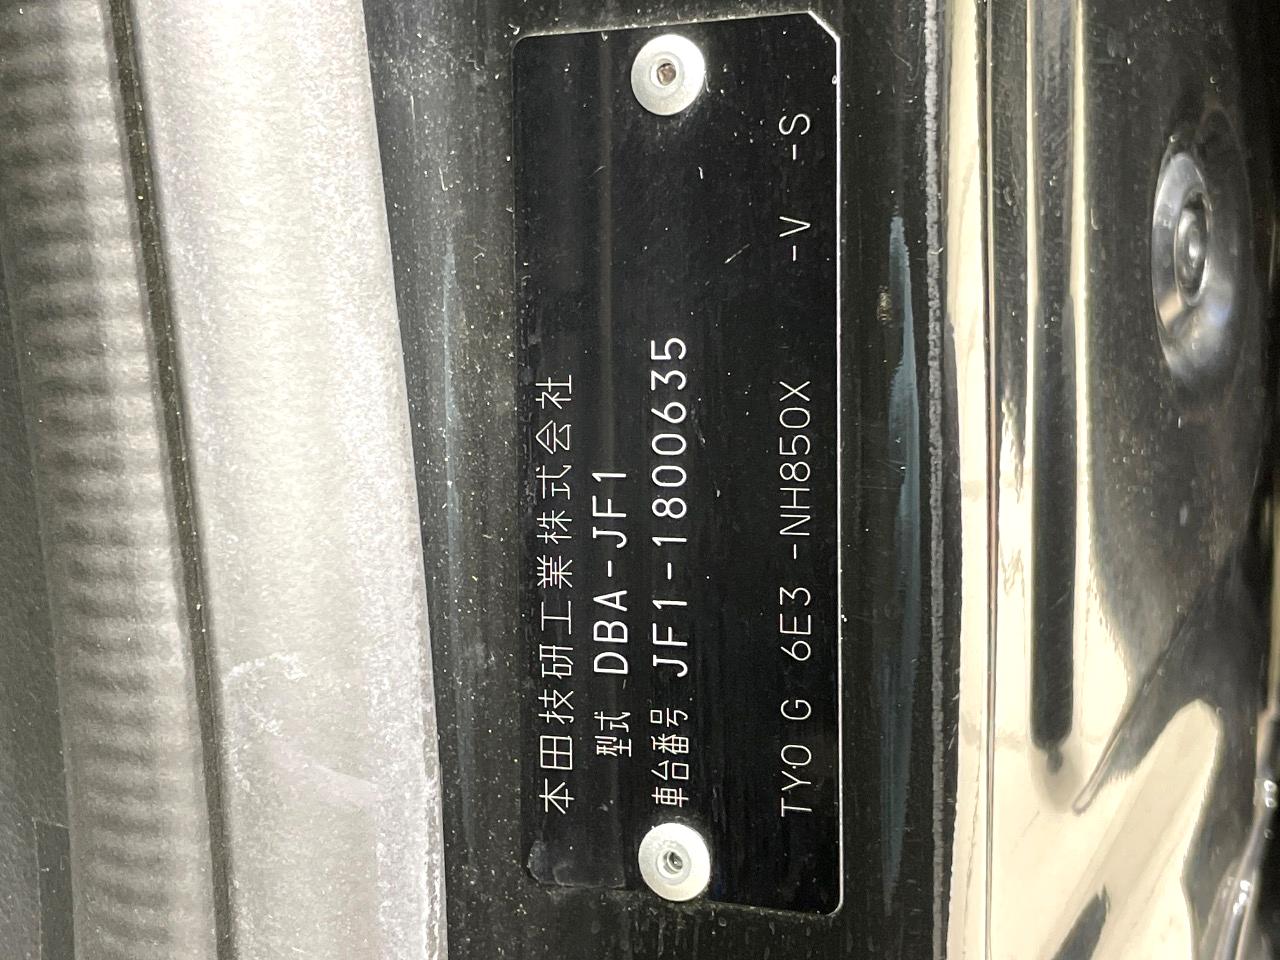 本田技研工業株式会社
型式 DBA-JF1
車台番号 JF1-1800635
TY0 G 6E3 -NH850X -V -S